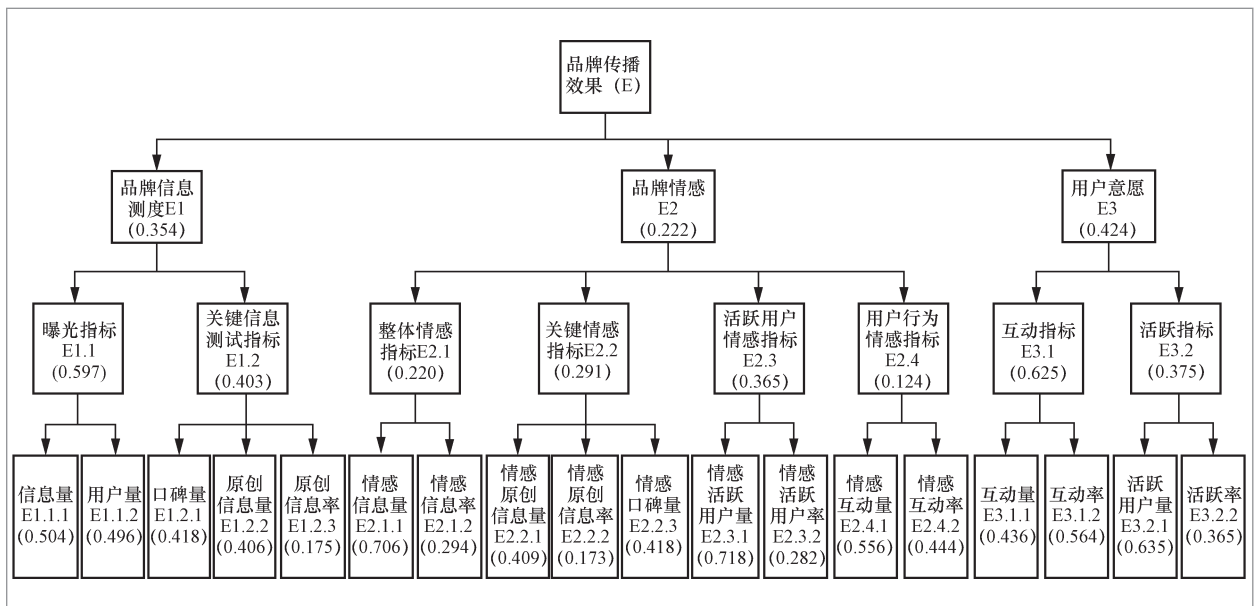 品牌传播
效果（E）
品牌信息
测度E1
(0.354)
品牌情感
E2
(0.222)
用户意愿
E3
(0.424)
曝光指标
E1.1
(0.597)
关键信息
测试指标
E1.2
(0.403)
整体情感
指标E2.1
(0.220)
关键情感
指标E2.2
(0.291)
活跃用户
情感指标
E2.3
(0.365)
用户行为
情感指标
E2.4
(0.124)
互动指标
E3.1
(0.625)
活跃指标
E3.2
(0.375)
信息量
E1.1.1
(0.504)
用户量
E1.1.2
(0.496)
口碑量
E1.2.1
(0.418)
原创
信息量
E1.2.2
(0.406)
原创
信息率
E1.2.3
(0.175)
情感
信息量
E2.1.1
(0.706)
情感
信息率
E2.1.2
(0.294)
情感
原创
信息量
E2.2.1
(0.409)
情感
原创
信息率
E2.2.2
(0.173)
情感
口碑量
E2.2.3
(0.418)
情感
活跃
用户量
E2.3.1
(0.718)
情感
活跃
用户率
E2.3.2
(0.282)
情感
互动量
E2.4.1
(0.556)
情感
互动率
E2.4.2
(0.444)
互动量
E3.1.1
(0.436)
互动率
E3.1.2
(0.564)
活跃
用户量
E3.2.1
(0.635)
活跃率
E3.2.2
(0.365)